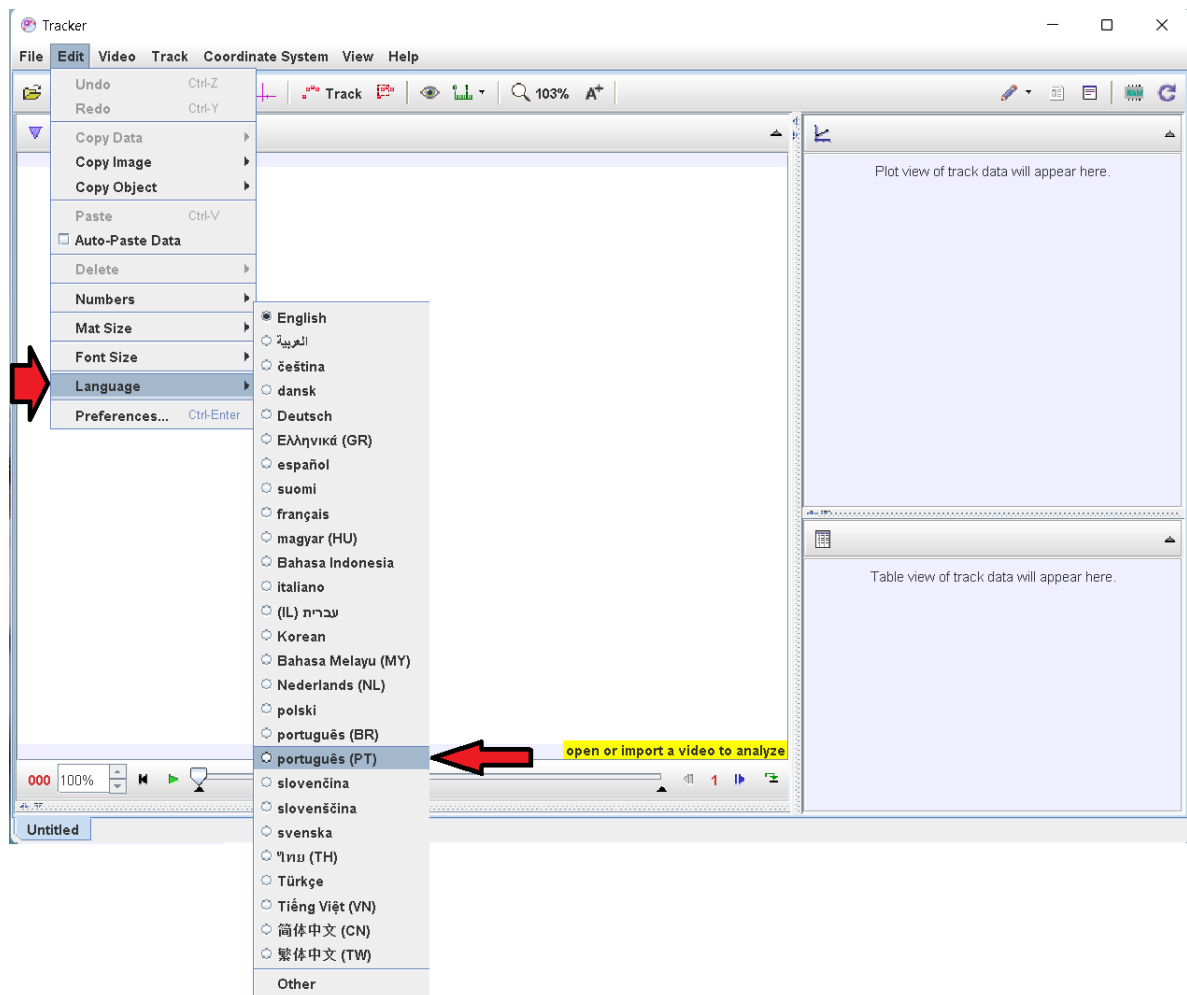 Tracker
File Edit Video Track Coordinate System View Help
Track 103% A+
Undo Ctrl-Z
Redo Ctrl-Y
Copy Data
Copy Image
Copy Object
Paste Ctrl-V
Auto-Paste Data
Delete
Numbers
Mat Size
Font Size
Language
Preferences... Ctrl-Enter
English
العربية
čeština
dansk
Deutsch
Ελληνικά (GR)
español
suomi
français
magyar (HU)
Bahasa Indonesia
italiano
עברית (IL)
Korean
Bahasa Melayu (MY)
Nederlands (NL)
polski
português (BR)
português (PT)
slovenčina
slovenščina
svenska
ไทย (TH)
Türkçe
Tiếng Việt (VN)
简体中文 (CN)
繁体中文 (TW)
Other
Plot view of track data will appear here.
Table view of track data will appear here.
open or import a video to analyze
000 100% 1
Untitled